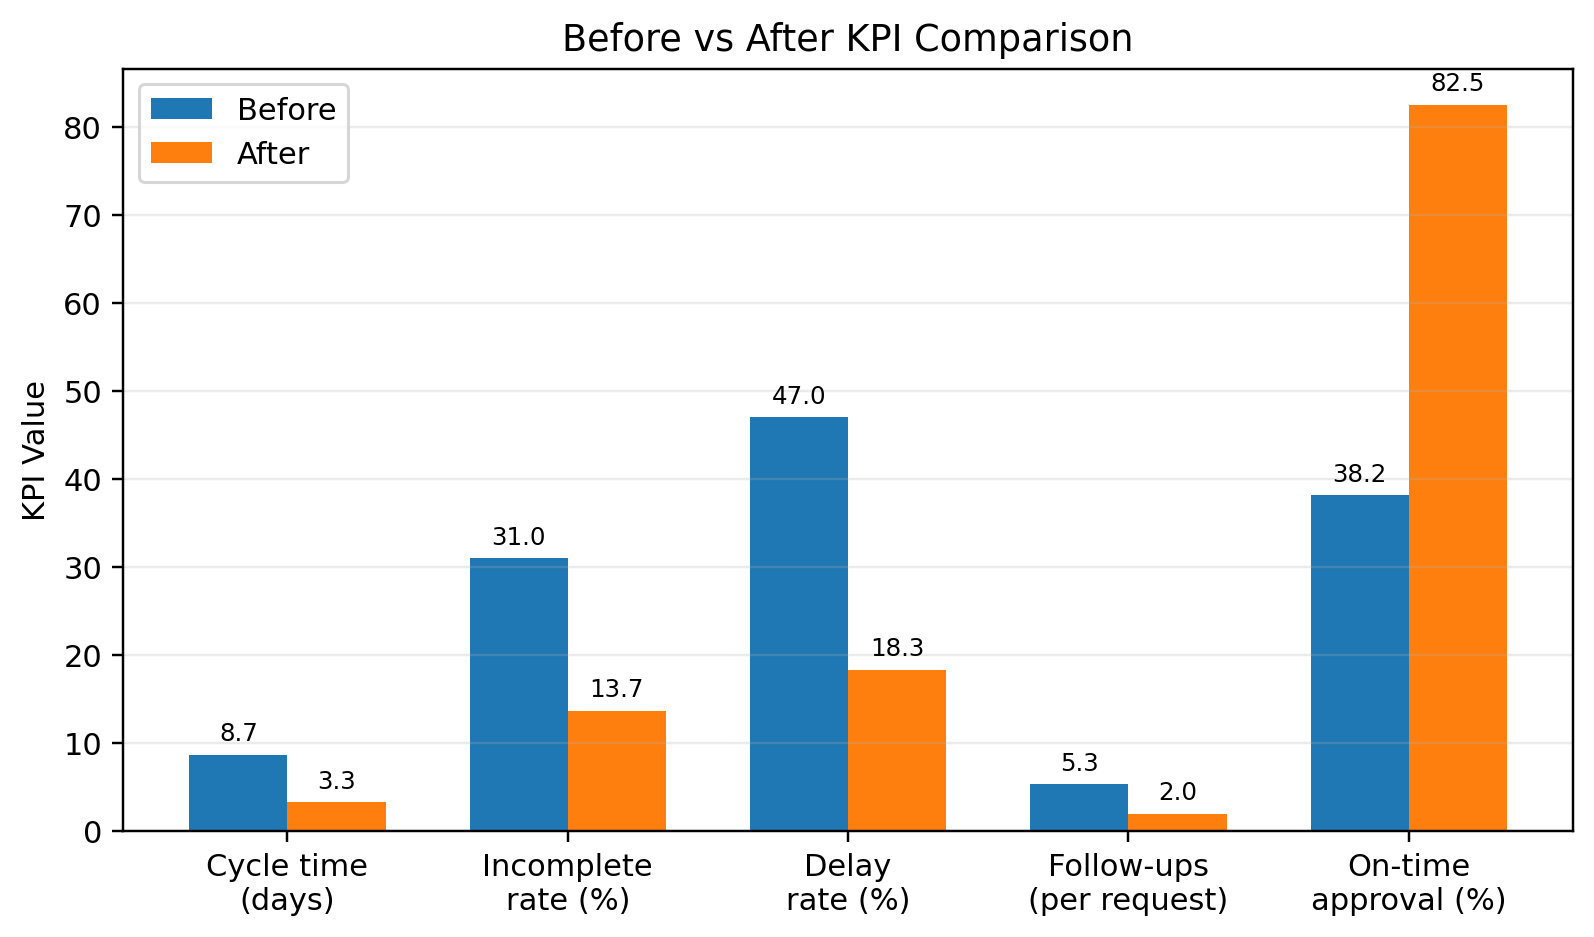 Before vs After KPI Comparison
Before
After
KPI Value
80
70
60
50
40
30
20
10
0
8.7
3.3
31.0
13.7
47.0
18.3
5.3
2.0
38.2
82.5
Cycle time
(days)
Incomplete
rate (%)
Delay
rate (%)
Follow-ups
(per request)
On-time
approval (%)